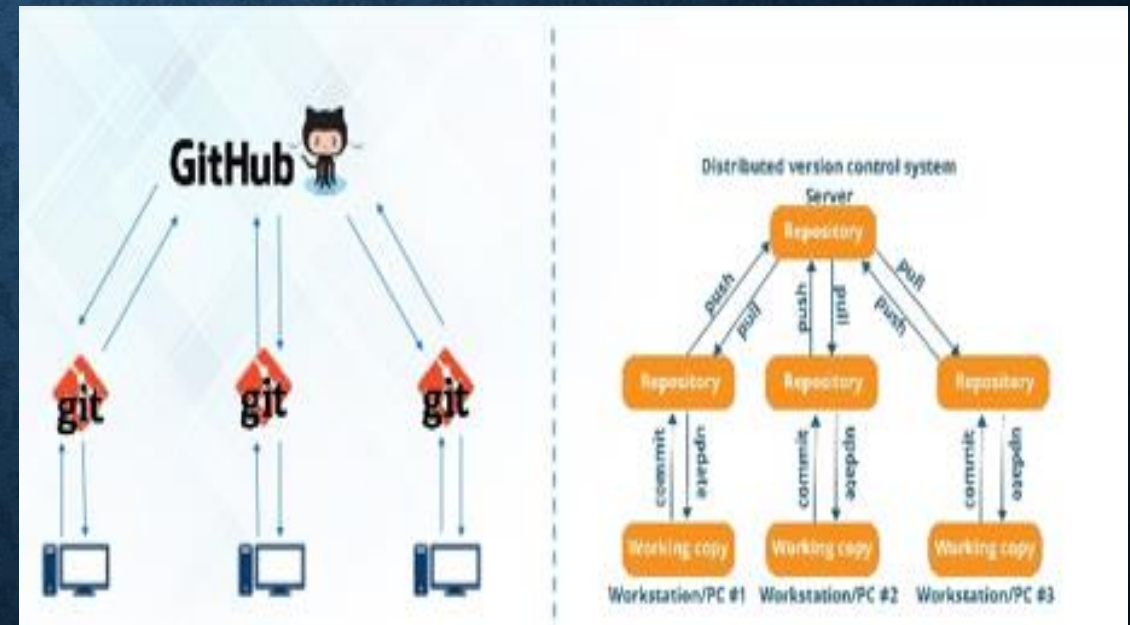 GitHub
git
git
git
Distributed version control system
Server
Repository
push
pull
push
pull
push
pull
Repository
Repository
Repository
commit
update
commit
update
commit
update
Working copy
Working copy
Working copy
Workstation/PC #1
Workstation/PC #2
Workstation/PC #3